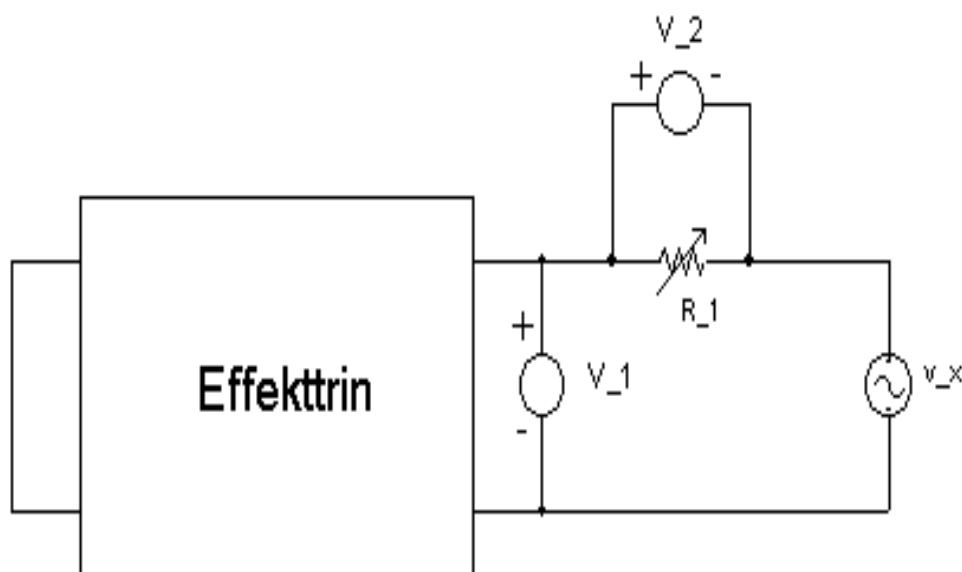 V_2
+ -
R_1
+
V_1
-
Effekttrin
v_x